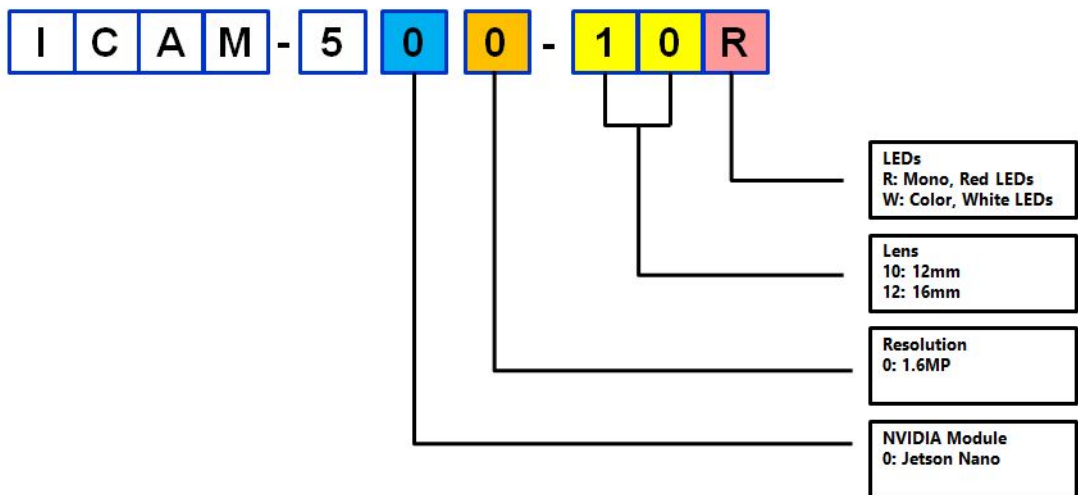 ICAM-500-10R
LEDs
R: Mono, Red LEDs
W: Color, White LEDs
Lens
10: 12mm
12: 16mm
Resolution
0: 1.6MP
NVIDIA Module
0: Jetson Nano